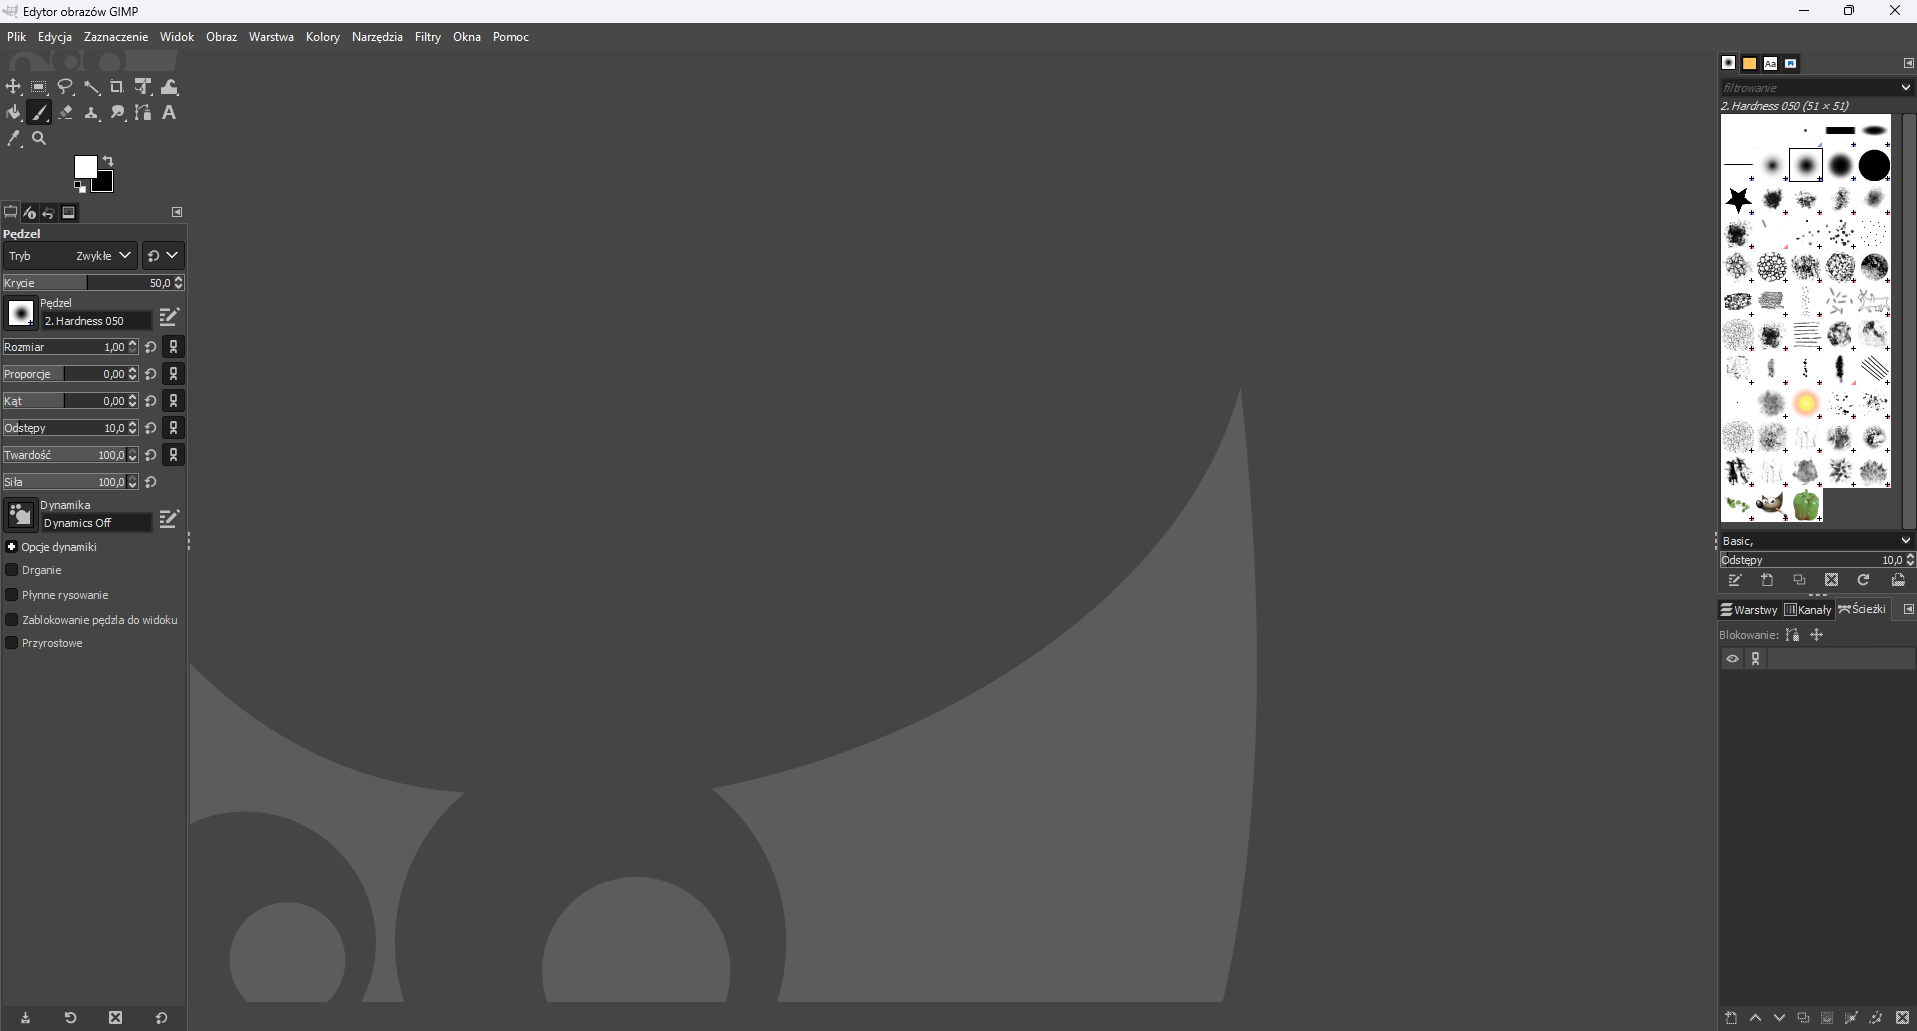 Edytor obrazów GIMP
Plik Edycja Zaznaczenie Widok Obraz Warstwa Kolory Narzędzia Filtry Okna Pomoc
Pędzel
Tryb Zwykłe
Krycie 50,0
Pędzel
2. Hardness 050
Rozmiar 1,00
Proporcje 0,00
Kąt 0,00
Odstępy 10,0
Twardość 100,0
Siła 100,0
Dynamika
Dynamics Off
Opcje dynamiki
Drganie
Płynne rysowanie
Zablokowanie pędzla do widoku
Przyrostowe
Aa
filtrowanie
2. Hardness 050 (51 × 51)
Basic,
Odstępy 10,0
Warstwy Kanały Ścieżki
Blokowanie: